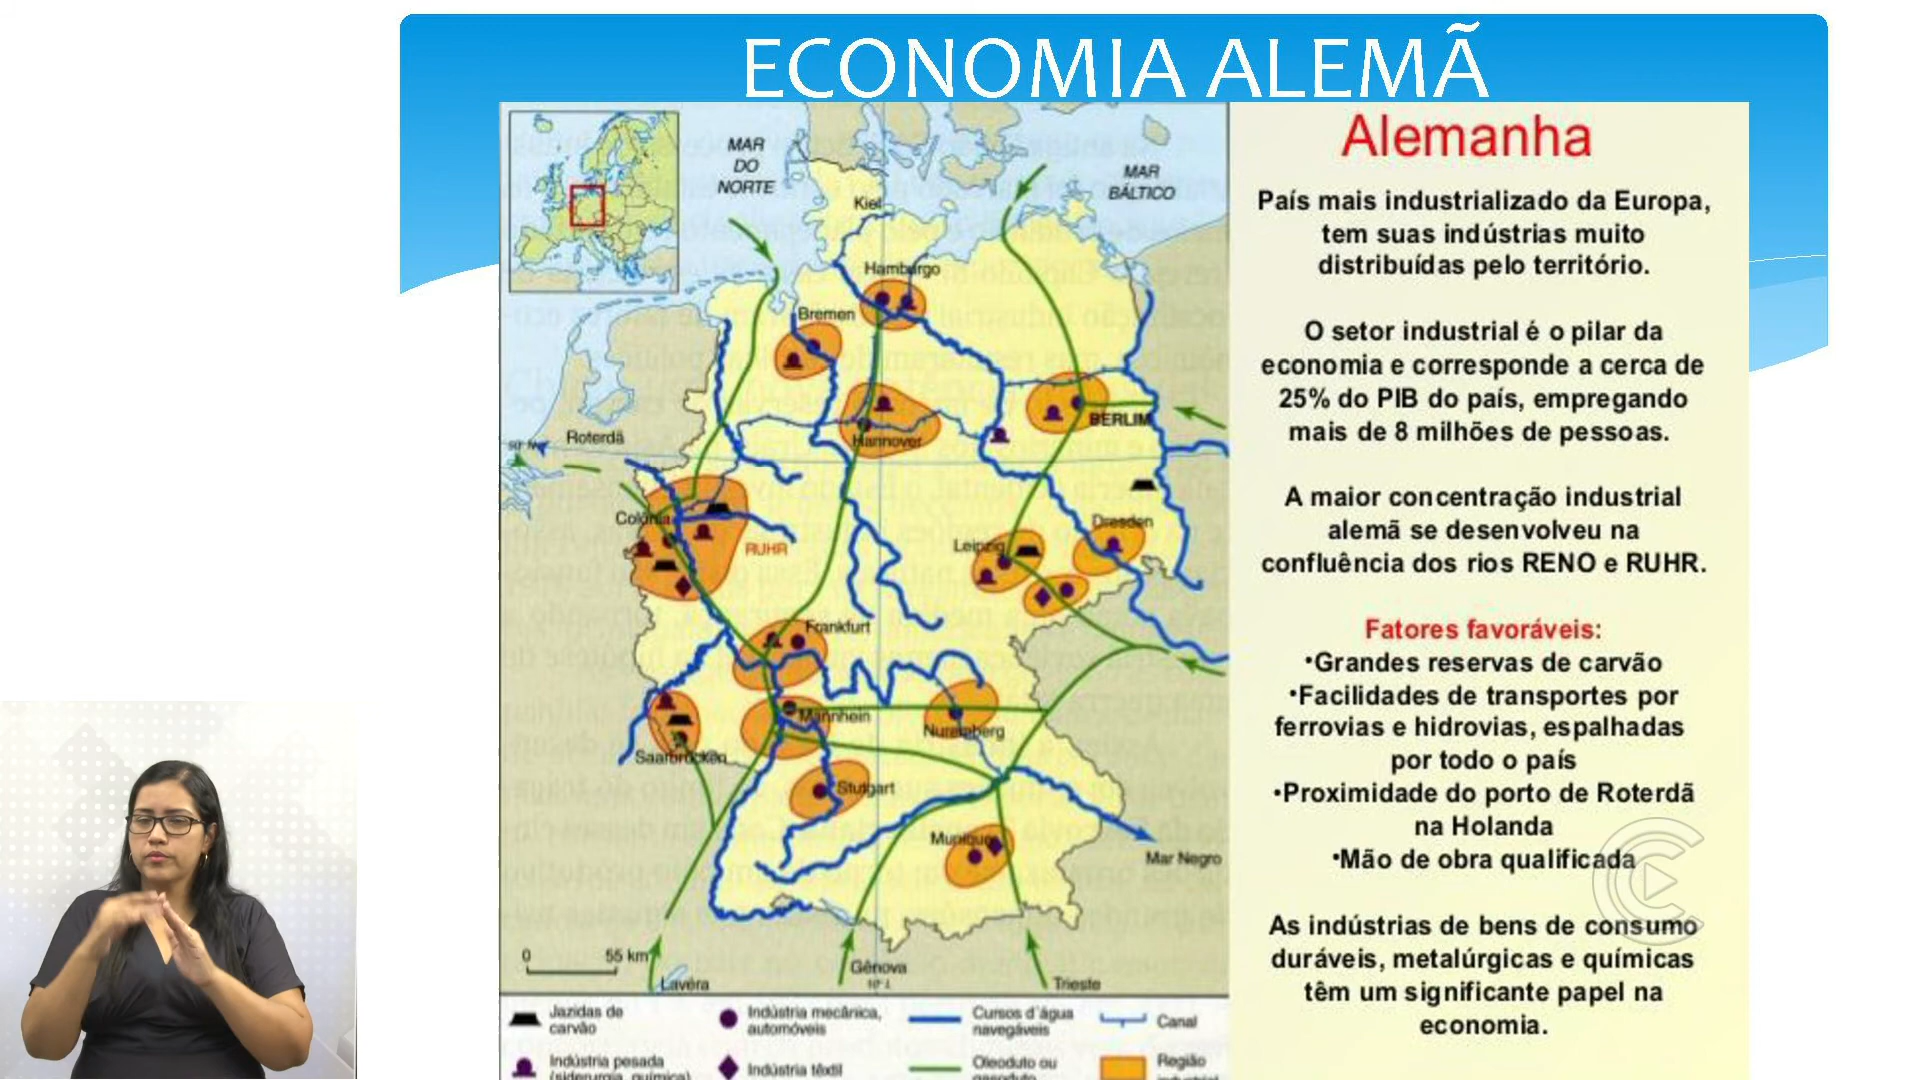 ECONOMIA ALEMÃ
MAR
DO
NORTE
MAR
BÁLTICO
Kiel
Hamburgo
Bremen
BERLIM
Hannover
Roterdã
Colônia
RUHR
Dresden
Leipzig
Frankfurt
Mannhein
Nuremberg
Saarbrücken
Stutgart
Munique
Mar Negro
0 55 km
Lavéra
Gênova
Trieste
Jazidas de
carvão
Indústria mecânica,
automóveis
Cursos d'água
navegáveis
Canal
Indústria pesada
(siderurgia, química)
Indústria têxtil
Oleoduto ou
gasoduto
Região
industrial
Alemanha
País mais industrializado da Europa,
tem suas indústrias muito
distribuídas pelo território.
O setor industrial é o pilar da
economia e corresponde a cerca de
25% do PIB do país, empregando
mais de 8 milhões de pessoas.
A maior concentração industrial
alemã se desenvolveu na
confluência dos rios RENO e RUHR.
Fatores favoráveis:
•Grandes reservas de carvão
•Facilidades de transportes por
ferrovias e hidrovias, espalhadas
por todo o país
•Proximidade do porto de Roterdã
na Holanda
•Mão de obra qualificada
As indústrias de bens de consumo
duráveis, metalúrgicas e químicas
têm um significante papel na
economia.